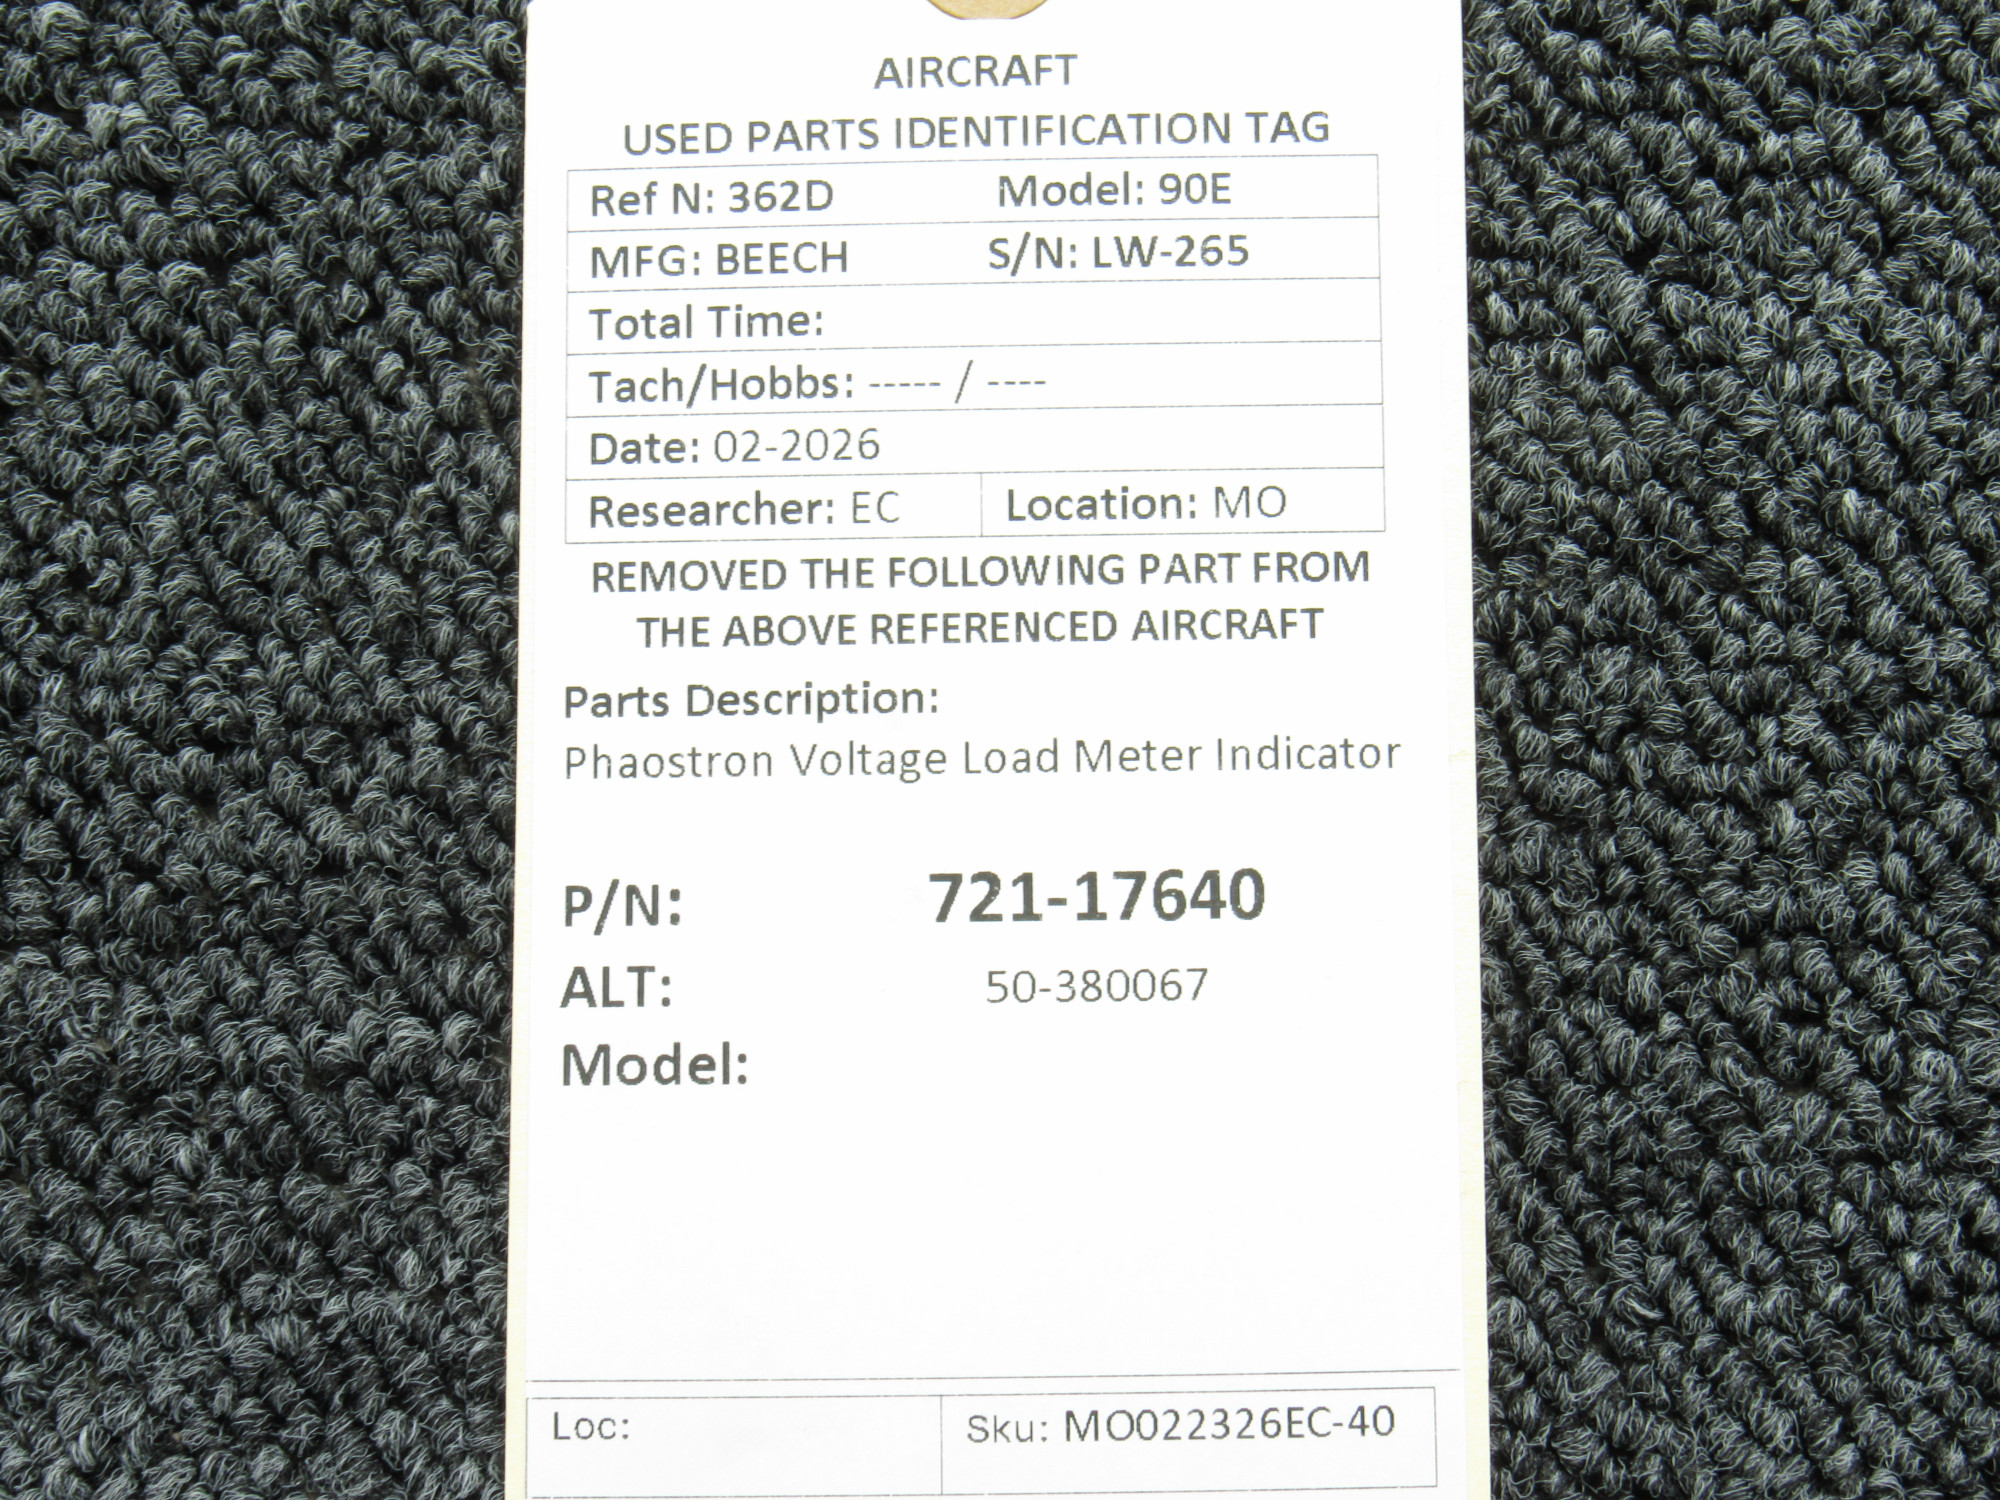 AIRCRAFT
USED PARTS IDENTIFICATION TAG
Ref N: 362D Model: 90E
MFG: BEECH S/N: LW-265
Total Time:
Tach/Hobbs: ----- / ----
Date: 02-2026
Researcher: EC Location: MO
REMOVED THE FOLLOWING PART FROM
THE ABOVE REFERENCED AIRCRAFT
Parts Description:
Phaostron Voltage Load Meter Indicator
P/N: 721-17640
ALT: 50-380067
Model:
Loc: Sku: MO022326EC-40